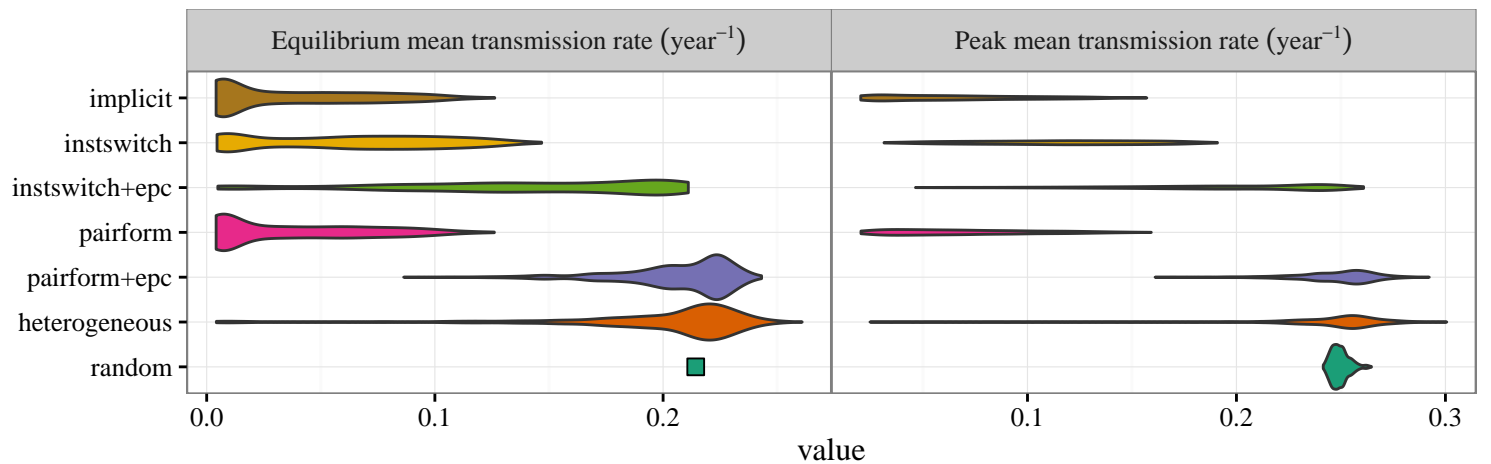 Equilibrium mean transmission rate (year⁻¹)
Peak mean transmission rate (year⁻¹)
implicit
instswitch
instswitch+epc
pairform
pairform+epc
heterogeneous
random
0.0 0.1 0.2 0.1 0.2 0.3
value